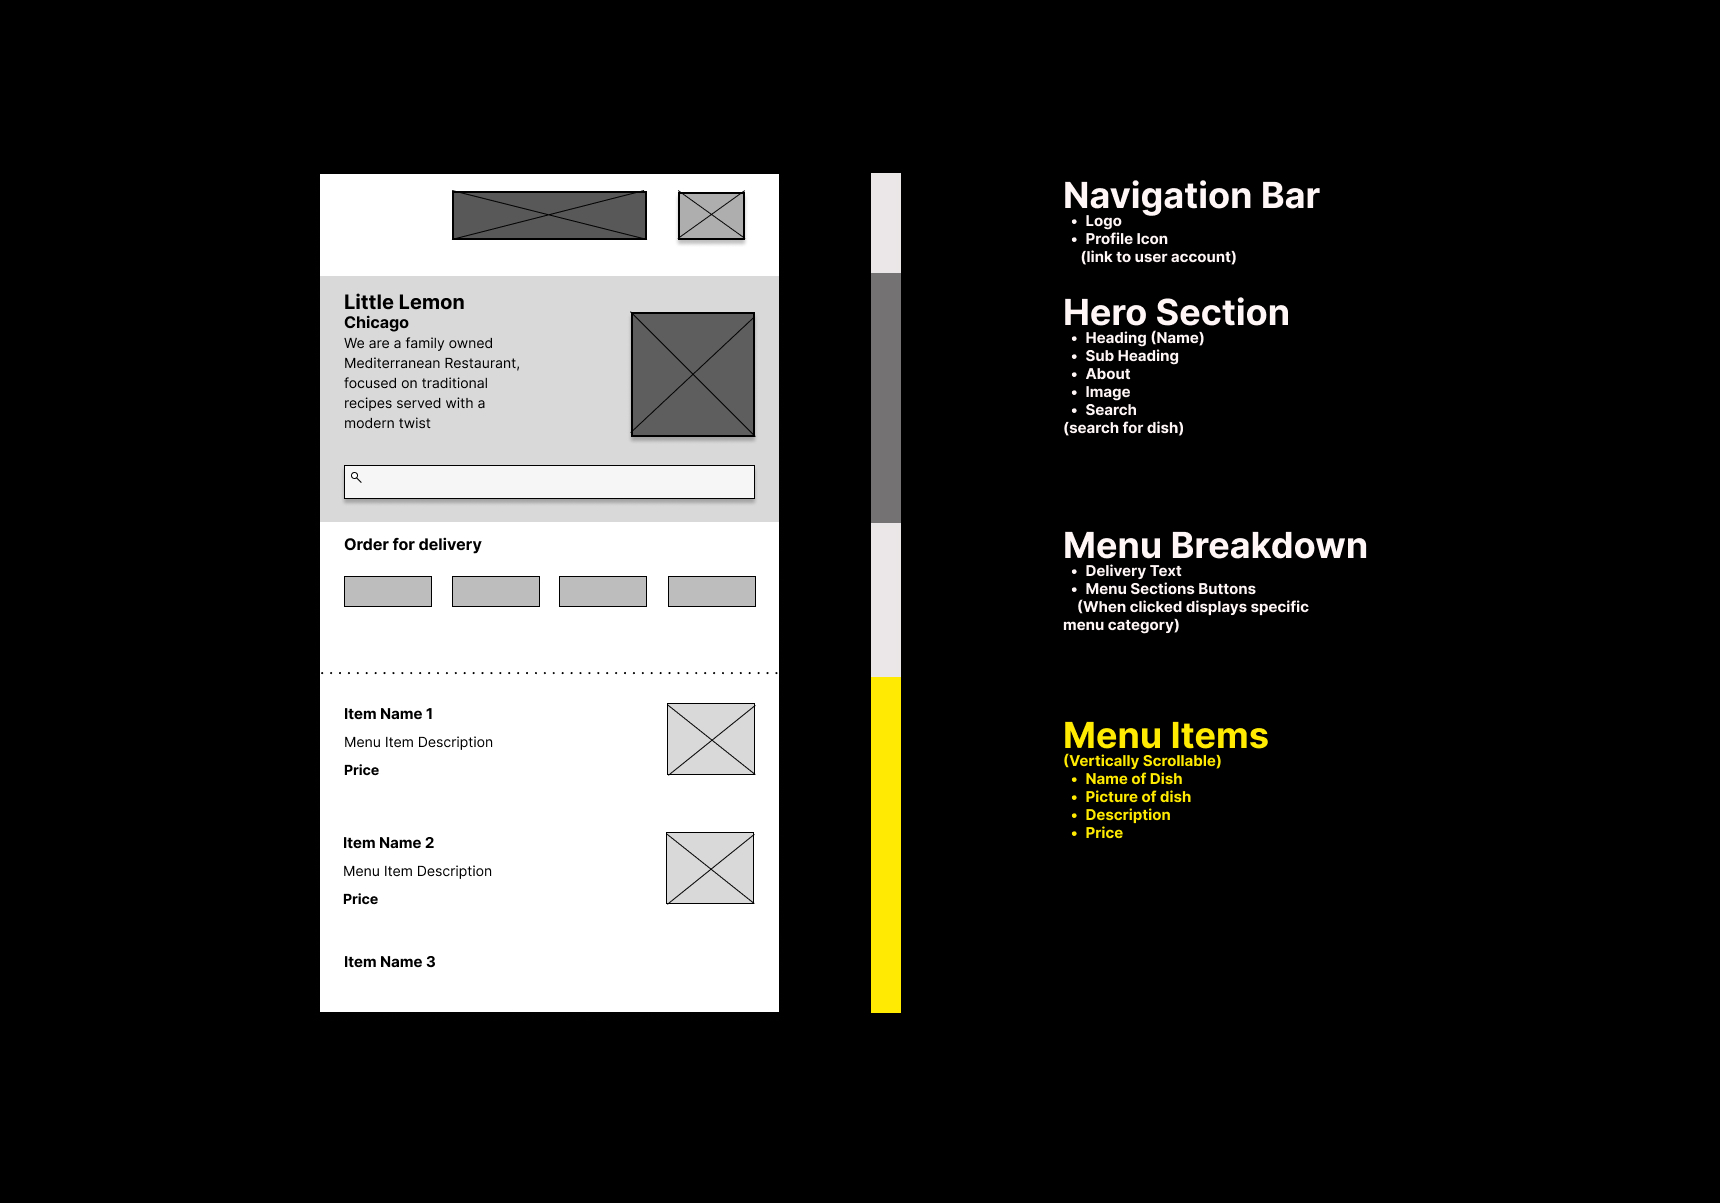 Little Lemon
Chicago
We are a family owned
Mediterranean Restaurant,
focused on traditional
recipes served with a
modern twist
Order for delivery
Item Name 1
Menu Item Description
Price
Item Name 2
Menu Item Description
Price
Item Name 3
Navigation Bar
• Logo
• Profile Icon
(link to user account)
Hero Section
• Heading (Name)
• Sub Heading
• About
• Image
• Search
(search for dish)
Menu Breakdown
• Delivery Text
• Menu Sections Buttons
(When clicked displays specific
menu category)
Menu Items
(Vertically Scrollable)
• Name of Dish
• Picture of dish
• Description
• Price